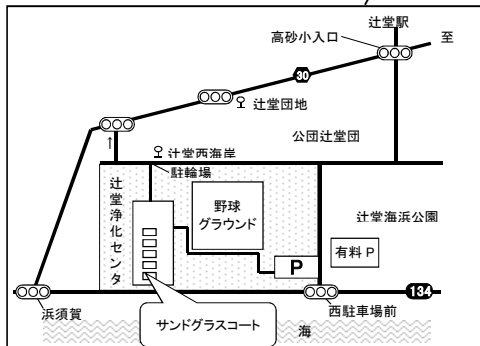 辻堂駅
高砂小入口
至
30
辻堂団地
公団辻堂団
↑
辻堂西海岸
駐輪場
辻堂浄化センタ
野球
グラウンド
辻堂海浜公園
有料 P
P
134
浜須賀
サンドグラスコート
西駐車場前
海